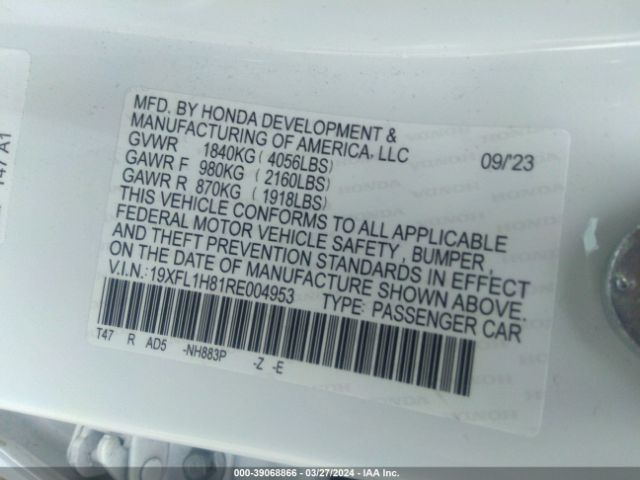 147 A1
MFD. BY HONDA DEVELOPMENT &
MANUFACTURING OF AMERICA, LLC
GVWR 1840KG ( 4056LBS) 09/'23
GAWR F 980KG ( 2160LBS)
GAWR R 870KG ( 1918LBS)
THIS VEHICLE CONFORMS TO ALL APPLICABLE
FEDERAL MOTOR VEHICLE SAFETY , BUMPER,
AND THEFT PREVENTION STANDARDS IN EFFECT
ON THE DATE OF MANUFACTURE SHOWN ABOVE.
V.I.N.:19XFL1H81RE004953 TYPE: PASSENGER CAR
T47 R AD5 -NH883P -Z -E
HONDA
000-39068866 - 03/27/2024 - IAA Inc.